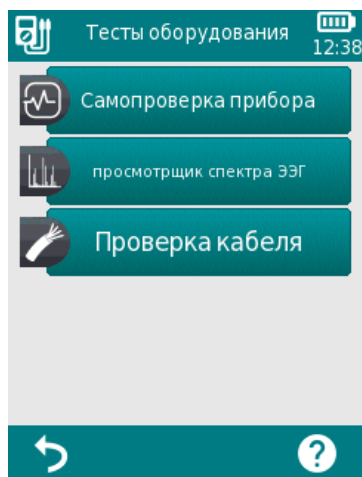 Тесты оборудования
12:38
Самопроверка прибора
просмотрщик спектра ЭЭГ
Проверка кабеля
?